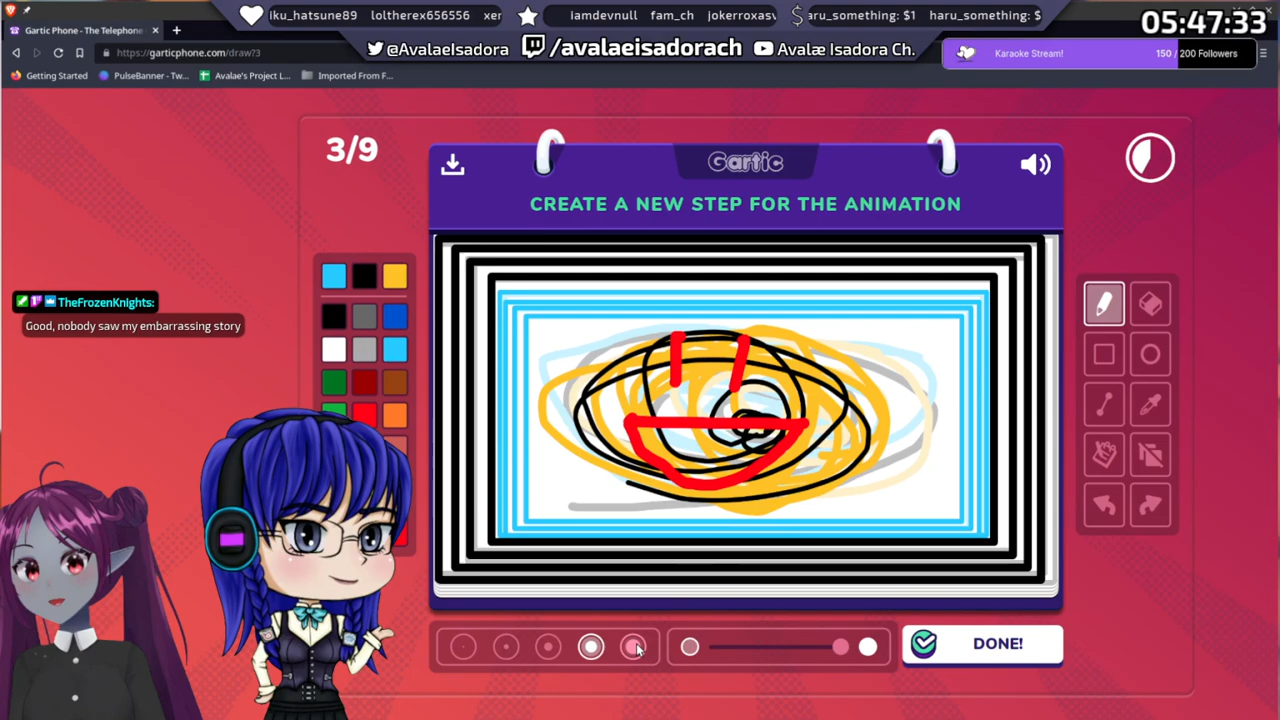 Gartic Phone - The Telephone
iku_hatsune89 loltherex656556 xer
Iamdevnull fam_ch jokerroxasv
$ aru_something: $1 haru_something: $
05:47:33
https://garticphone.com/draw?3
@AvalaeIsadora /avalaeisadorach Avalæ Isadora Ch.
Karaoke Stream! 150 / 200 Followers
Getting Started PulseBanner - Tw... Avalae's Project L... Imported From F...
3/9
Gartic
CREATE A NEW STEP FOR THE ANIMATION
TheFrozenKnights:
Good, nobody saw my embarrassing story
DONE!